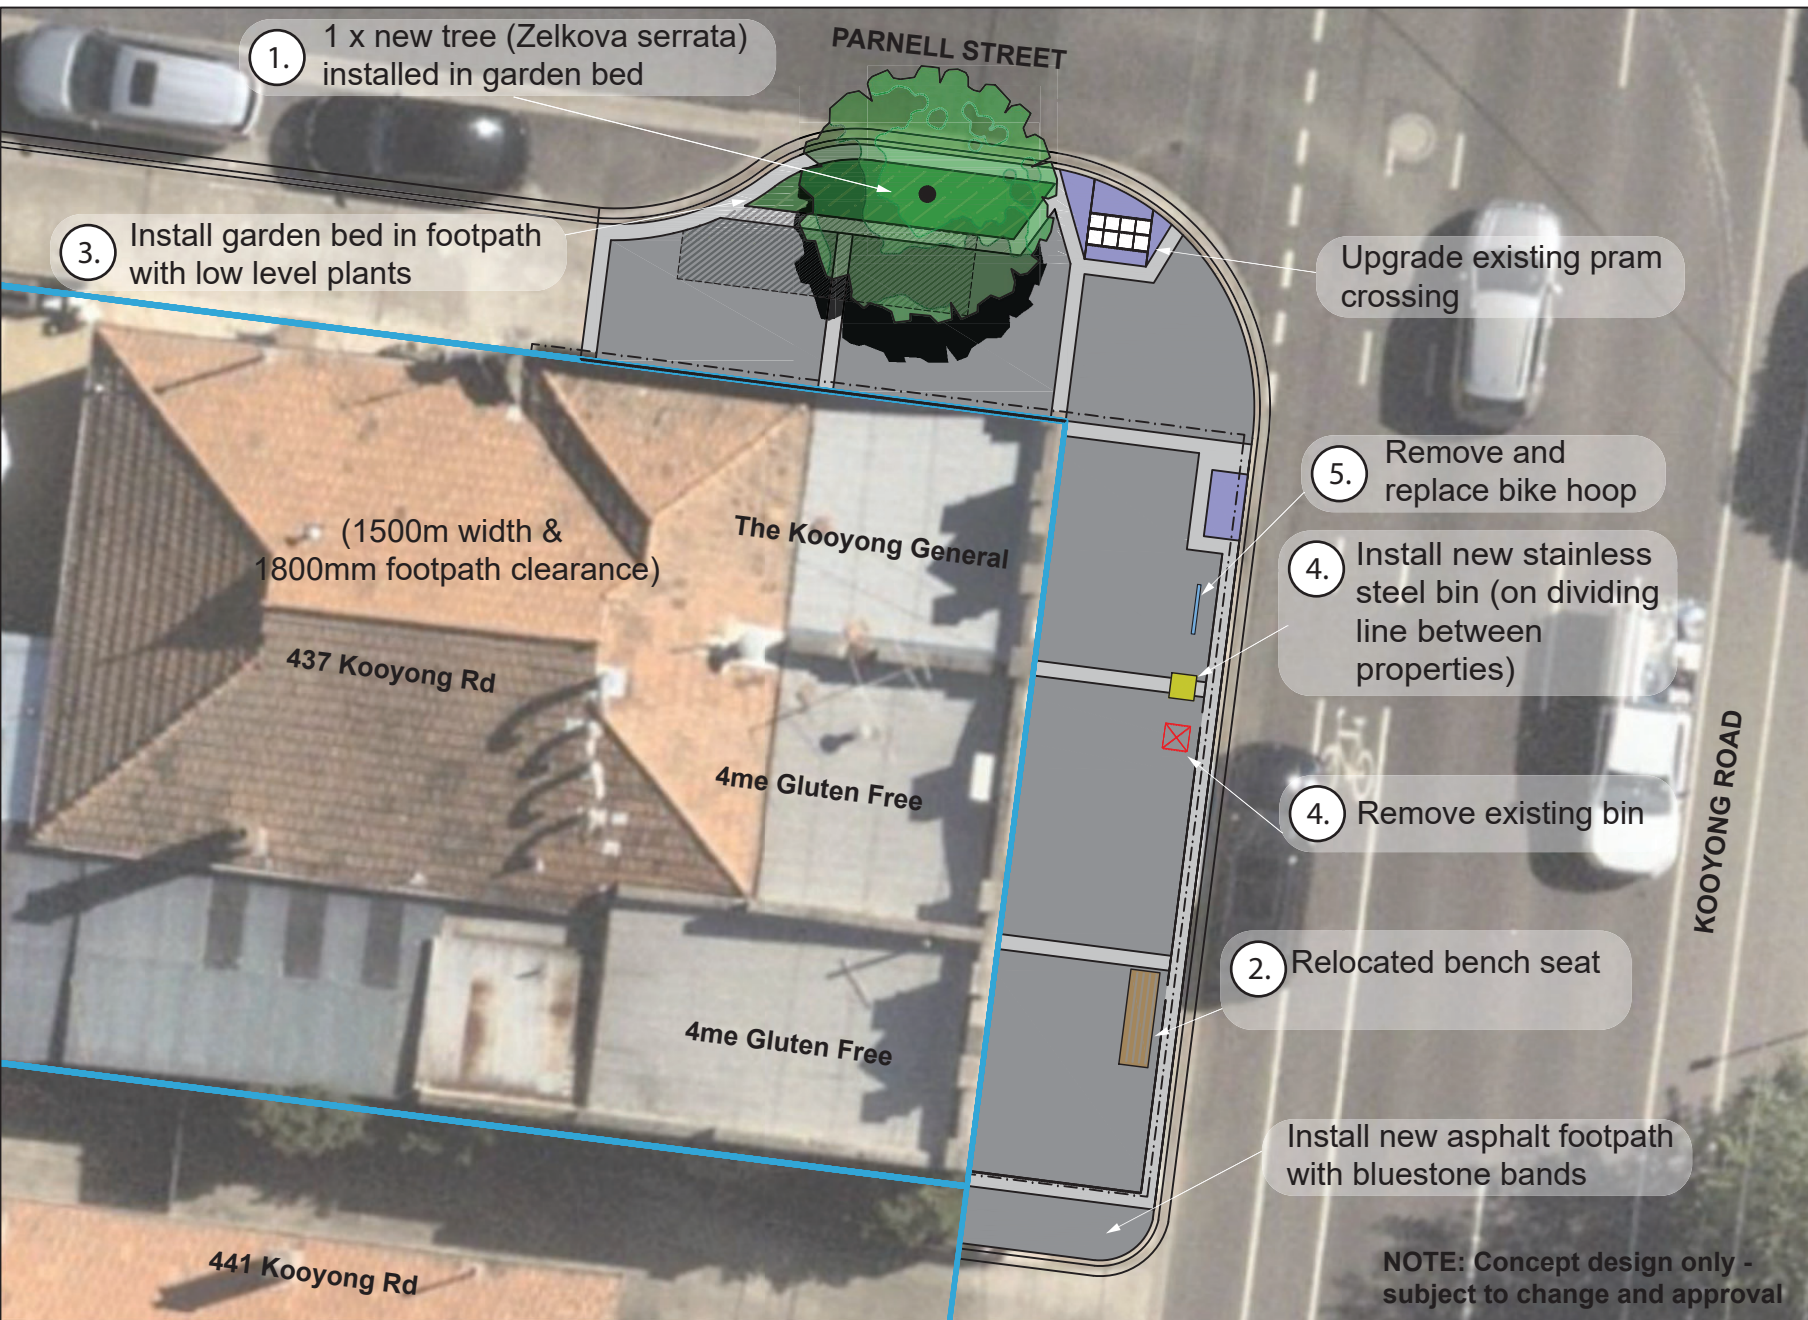 PARNELL STREET
1.
1 x new tree (Zelkova serrata)
installed in garden bed
3.
Install garden bed in footpath
with low level plants
Upgrade existing pram
crossing
5.
Remove and
replace bike hoop
(1500m width &
1800mm footpath clearance)
The Kooyong General
4.
Install new stainless
steel bin (on dividing
line between
properties)
437 Kooyong Rd
4me Gluten Free
4.
Remove existing bin
KOOYONG ROAD
2.
Relocated bench seat
4me Gluten Free
Install new asphalt footpath
with bluestone bands
441 Kooyong Rd
NOTE: Concept design only -
subject to change and approval